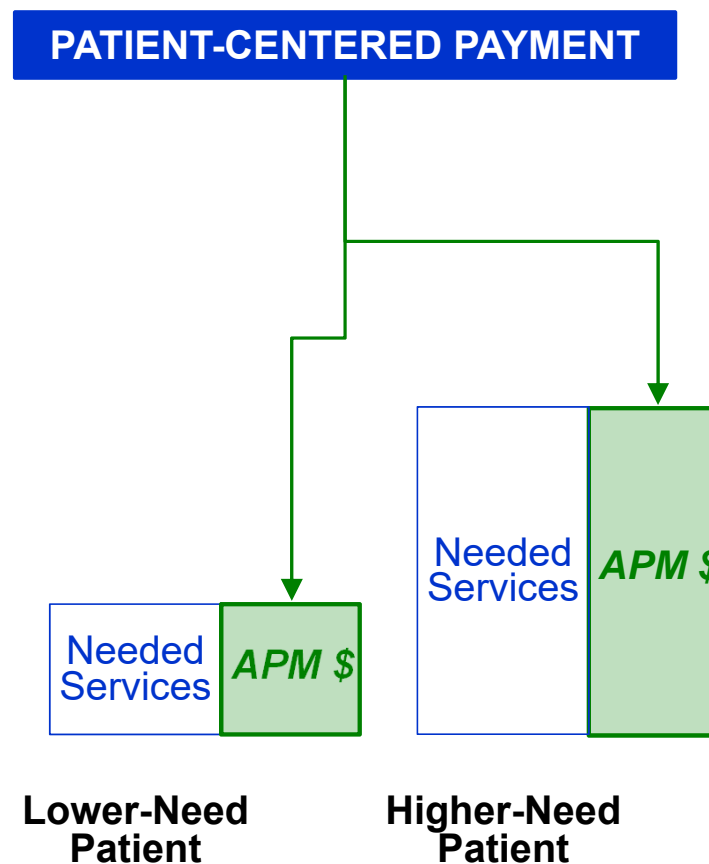 PATIENT-CENTERED PAYMENT
Needed
Services
APM $
Needed
Services
APM $
Lower-Need
Patient
Higher-Need
Patient